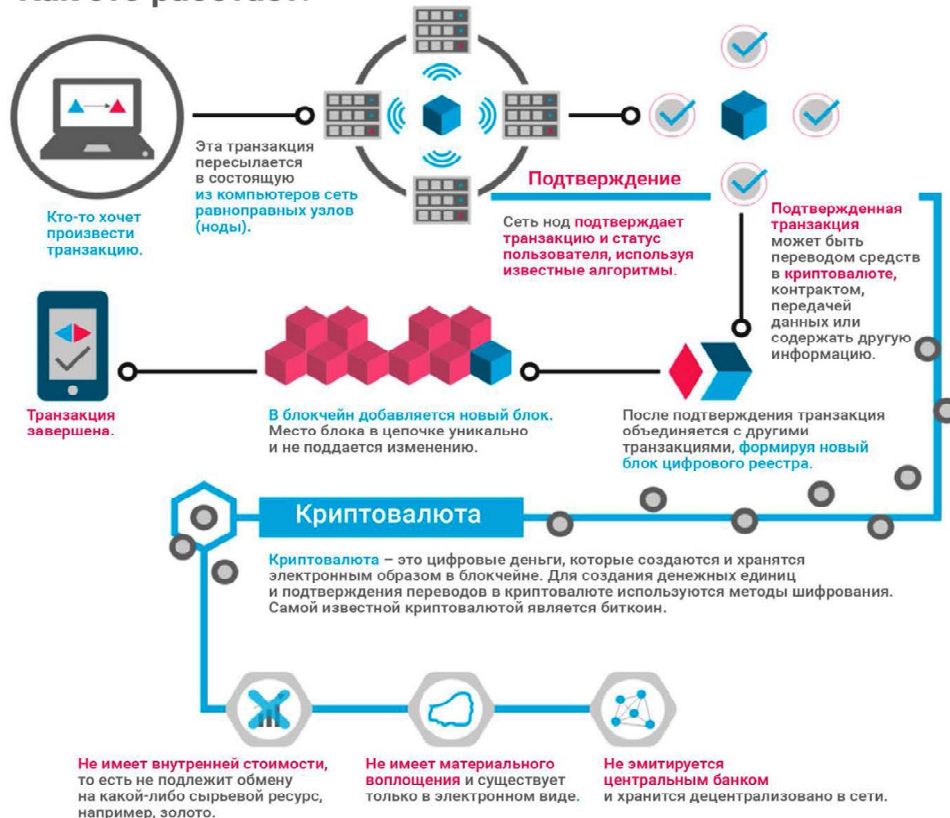 Как это работает?
Эта транзакция
пересылается
в состоящую
из компьютеров сеть
равноправных узлов
(ноды).
Кто-то хочет
произвести
транзакцию.
Подтверждение
Сеть нод подтверждает
транзакцию и статус
пользователя, используя
известные алгоритмы.
Подтвержденная
транзакция
может быть
переводом средств
в криптовалюте,
контрактом,
передачей
данных или
содержать другую
информацию.
Транзакция
завершена.
В блокчейн добавляется новый блок.
Место блока в цепочке уникально
и не поддается изменению.
После подтверждения транзакция
объединяется с другими
транзакциями, формируя новый
блок цифрового реестра.
Криптовалюта
Криптовалюта – это цифровые деньги, которые создаются и хранятся
электронным образом в блокчейне. Для создания денежных единиц
и подтверждения переводов в криптовалюте используются методы шифрования.
Самой известной криптовалютой является биткоин.
Не имеет внутренней стоимости,
то есть не подлежит обмену
на какой-либо сырьевой ресурс,
например, золото.
Не имеет материального
воплощения и существует
только в электронном виде.
Не эмитируется
центральным банком
и хранится децентрализовано в сети.